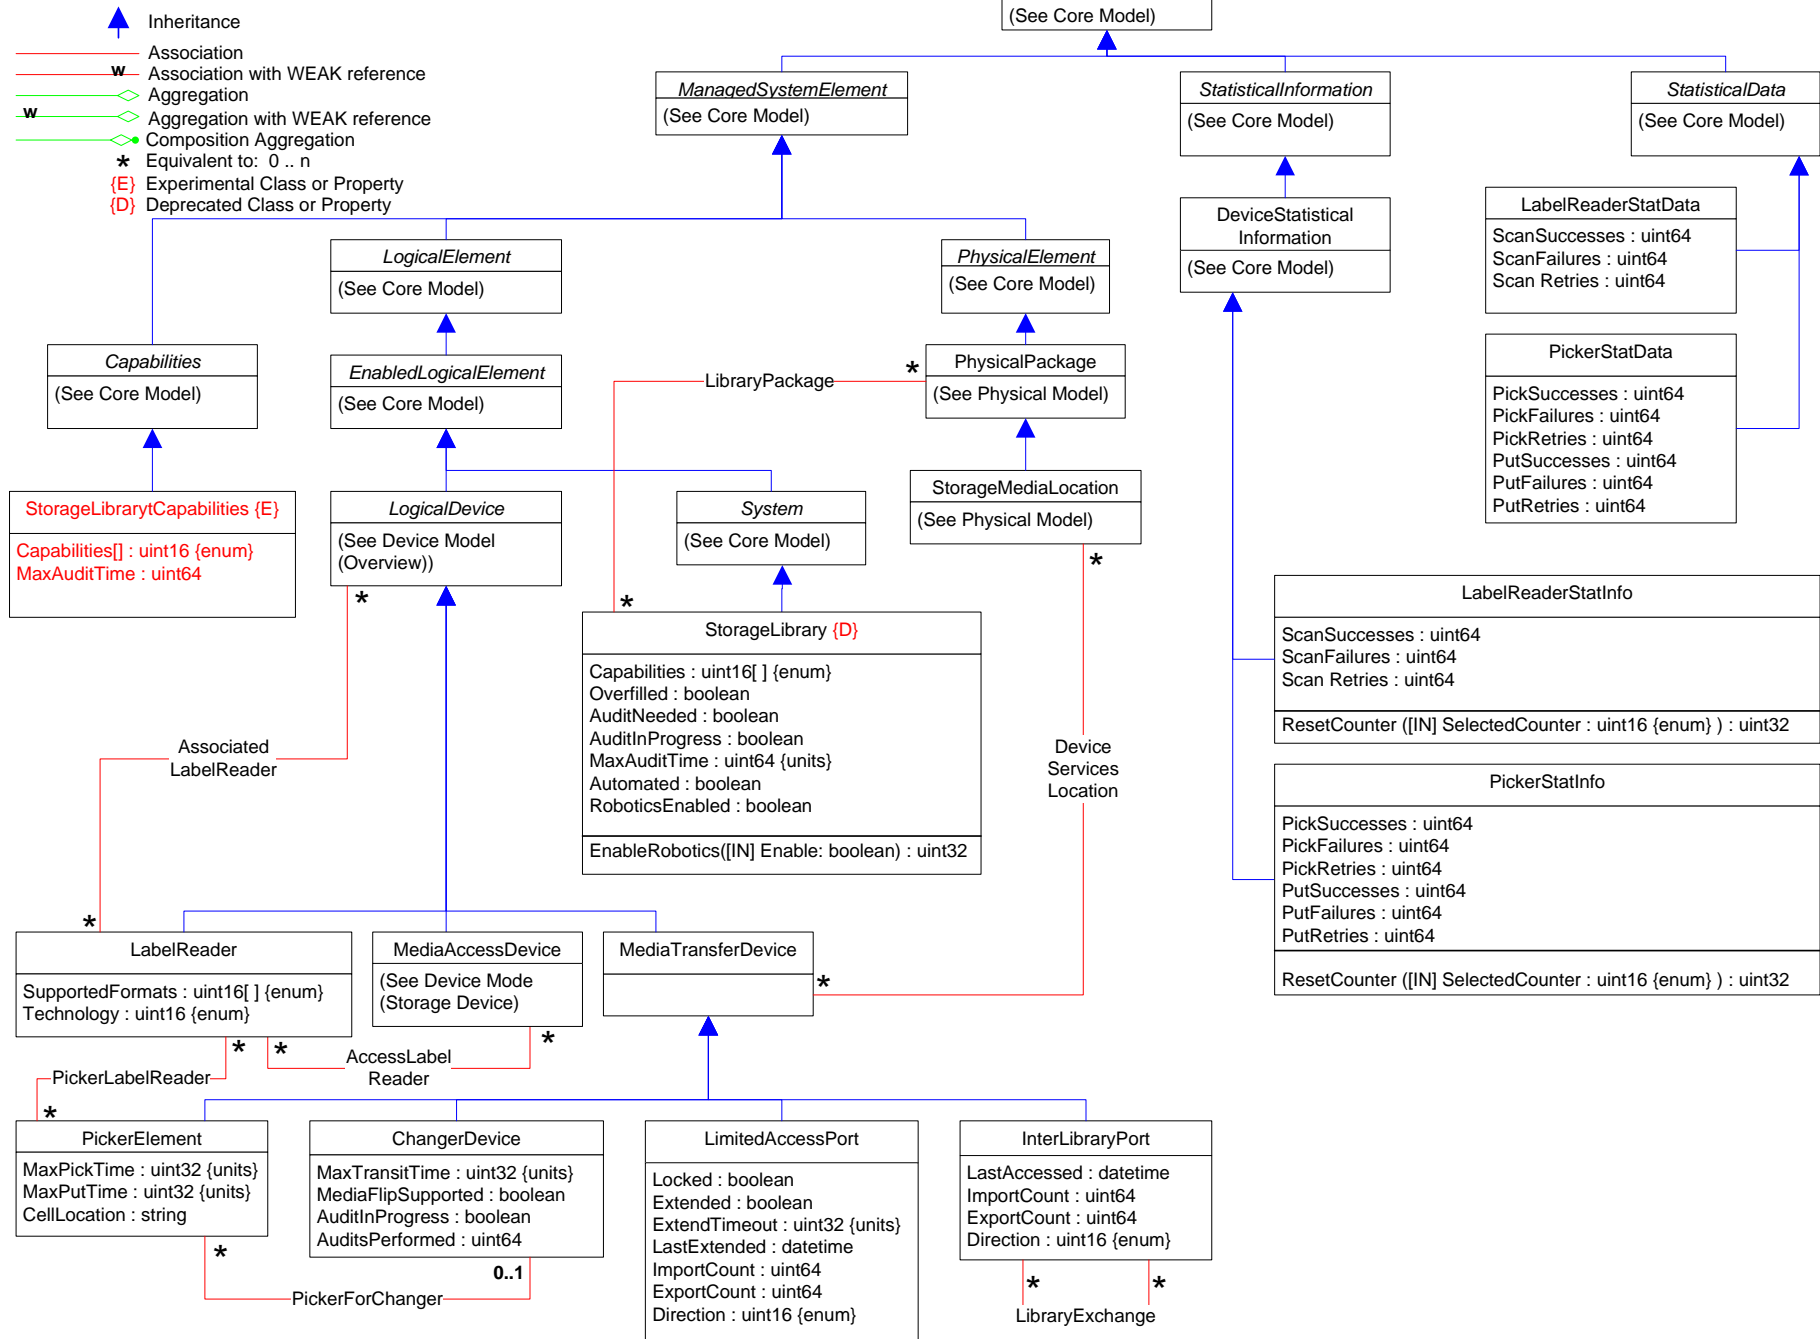 Inheritance
Association
w
Association with WEAK reference
Aggregation
w
Aggregation with WEAK reference
Composition Aggregation
* Equivalent to: 0 .. n
{E} Experimental Class or Property
{D} Deprecated Class or Property
(See Core Model)
ManagedSystemElement
(See Core Model)
StatisticalInformation
(See Core Model)
StatisticalData
(See Core Model)
LabelReaderStatData
ScanSuccesses : uint64
ScanFailures : uint64
Scan Retries : uint64
DeviceStatistical
Information
(See Core Model)
LogicalElement
(See Core Model)
PhysicalElement
(See Core Model)
PickerStatData
PickSuccesses : uint64
PickFailures : uint64
PickRetries : uint64
PutSuccesses : uint64
PutFailures : uint64
PutRetries : uint64
Capabilities
(See Core Model)
EnabledLogicalElement
(See Core Model)
LibraryPackage
*
PhysicalPackage
(See Physical Model)
StorageLibrarytCapabilities {E}
Capabilities[] : uint16 {enum}
MaxAuditTime : uint64
LogicalDevice
(See Device Model
(Overview))
*
System
(See Core Model)
StorageMediaLocation
(See Physical Model)
*
*
StorageLibrary {D}
Capabilities : uint16[ ] {enum}
Overfilled : boolean
AuditNeeded : boolean
AuditInProgress : boolean
MaxAuditTime : uint64 {units}
Automated : boolean
RoboticsEnabled : boolean
EnableRobotics([IN] Enable: boolean) : uint32
LabelReaderStatInfo
ScanSuccesses : uint64
ScanFailures : uint64
Scan Retries : uint64
ResetCounter ([IN] SelectedCounter : uint16 {enum} ) : uint32
Associated
LabelReader
Device
Services
Location
PickerStatInfo
PickSuccesses : uint64
PickFailures : uint64
PickRetries : uint64
PutSuccesses : uint64
PutFailures : uint64
PutRetries : uint64
ResetCounter ([IN] SelectedCounter : uint16 {enum} ) : uint32
*
LabelReader
SupportedFormats : uint16[ ] {enum}
Technology : uint16 {enum}
MediaAccessDevice
(See Device Mode
(Storage Device)
MediaTransferDevice
*
* * *
AccessLabel
Reader
PickerLabelReader
*
PickerElement
MaxPickTime : uint32 {units}
MaxPutTime : uint32 {units}
CellLocation : string
ChangerDevice
MaxTransitTime : uint32 {units}
MediaFlipSupported : boolean
AuditInProgress : boolean
AuditsPerformed : uint64
LimitedAccessPort
Locked : boolean
Extended : boolean
ExtendTimeout : uint32 {units}
LastExtended : datetime
ImportCount : uint64
ExportCount : uint64
Direction : uint16 {enum}
InterLibraryPort
LastAccessed : datetime
ImportCount : uint64
ExportCount : uint64
Direction : uint16 {enum}
* 0..1
PickerForChanger
* *
LibraryExchange